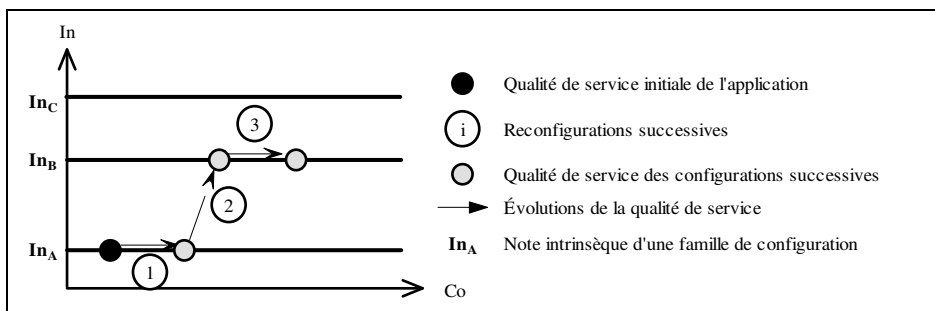 In
In_C
In_B
In_A
3
2
1
Co
Qualité de service initiale de l'application
i Reconfigurations successives
Qualité de service des configurations successives
Évolutions de la qualité de service
In_A Note intrinsèque d'une famille de configuration